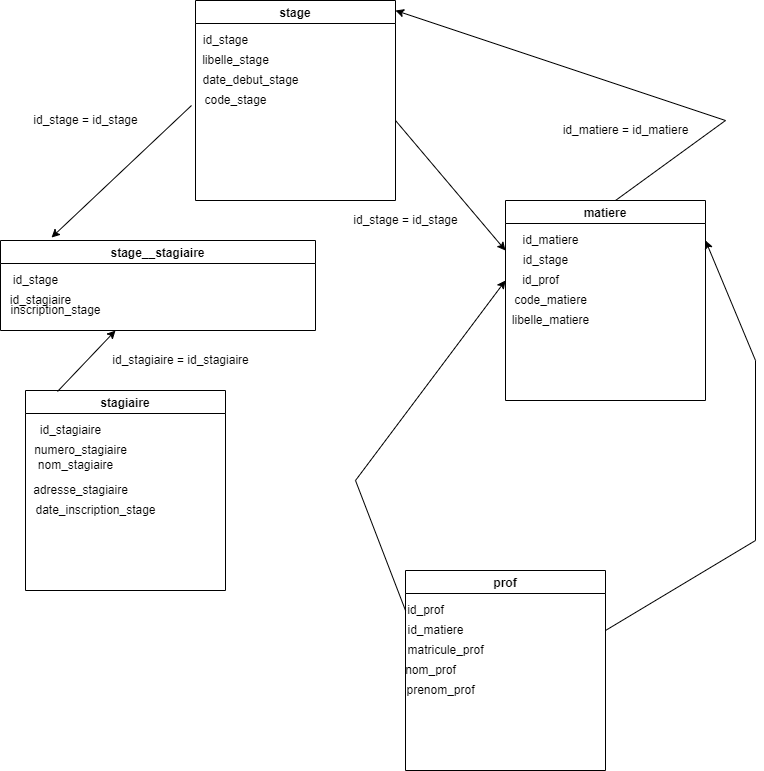 stage
id_stage
libelle_stage
date_debut_stage
code_stage
id_stage = id_stage
id_matiere = id_matiere
id_stage = id_stage
matiere
id_matiere
id_stage
id_prof
code_matiere
libelle_matiere
stage__stagiaire
id_stage
id_stagiaire
inscription_stage
id_stagiaire = id_stagiaire
stagiaire
id_stagiaire
numero_stagiaire
nom_stagiaire
adresse_stagiaire
date_inscription_stage
prof
id_prof
id_matiere
matricule_prof
nom_prof
prenom_prof